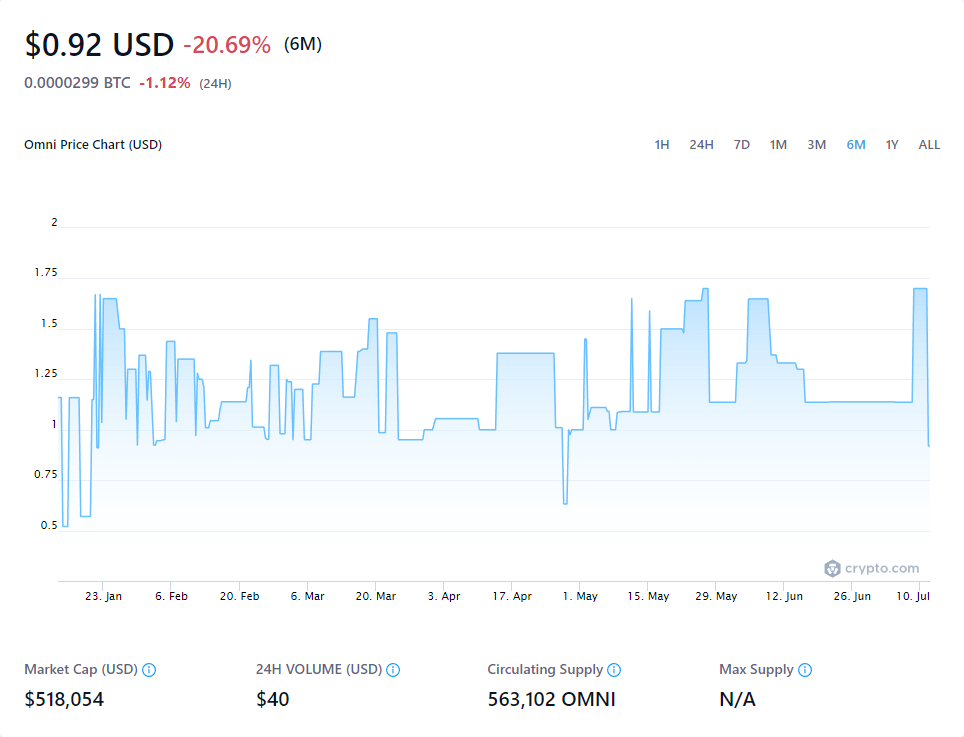 $0.92 USD -20.69% (6M)
0.0000299 BTC -1.12% (24H)
Omni Price Chart (USD) 1H 24H 7D 1M 3M 6M 1Y ALL
2
1.75
1.5
1.25
1
0.75
0.5
crypto.com
23. Jan 6. Feb 20. Feb 6. Mar 20. Mar 3. Apr 17. Apr 1. May 15. May 29. May 12. Jun 26. Jun 10. Jul
Market Cap (USD) 24H VOLUME (USD) Circulating Supply Max Supply
$518,054 $40 563,102 OMNI N/A